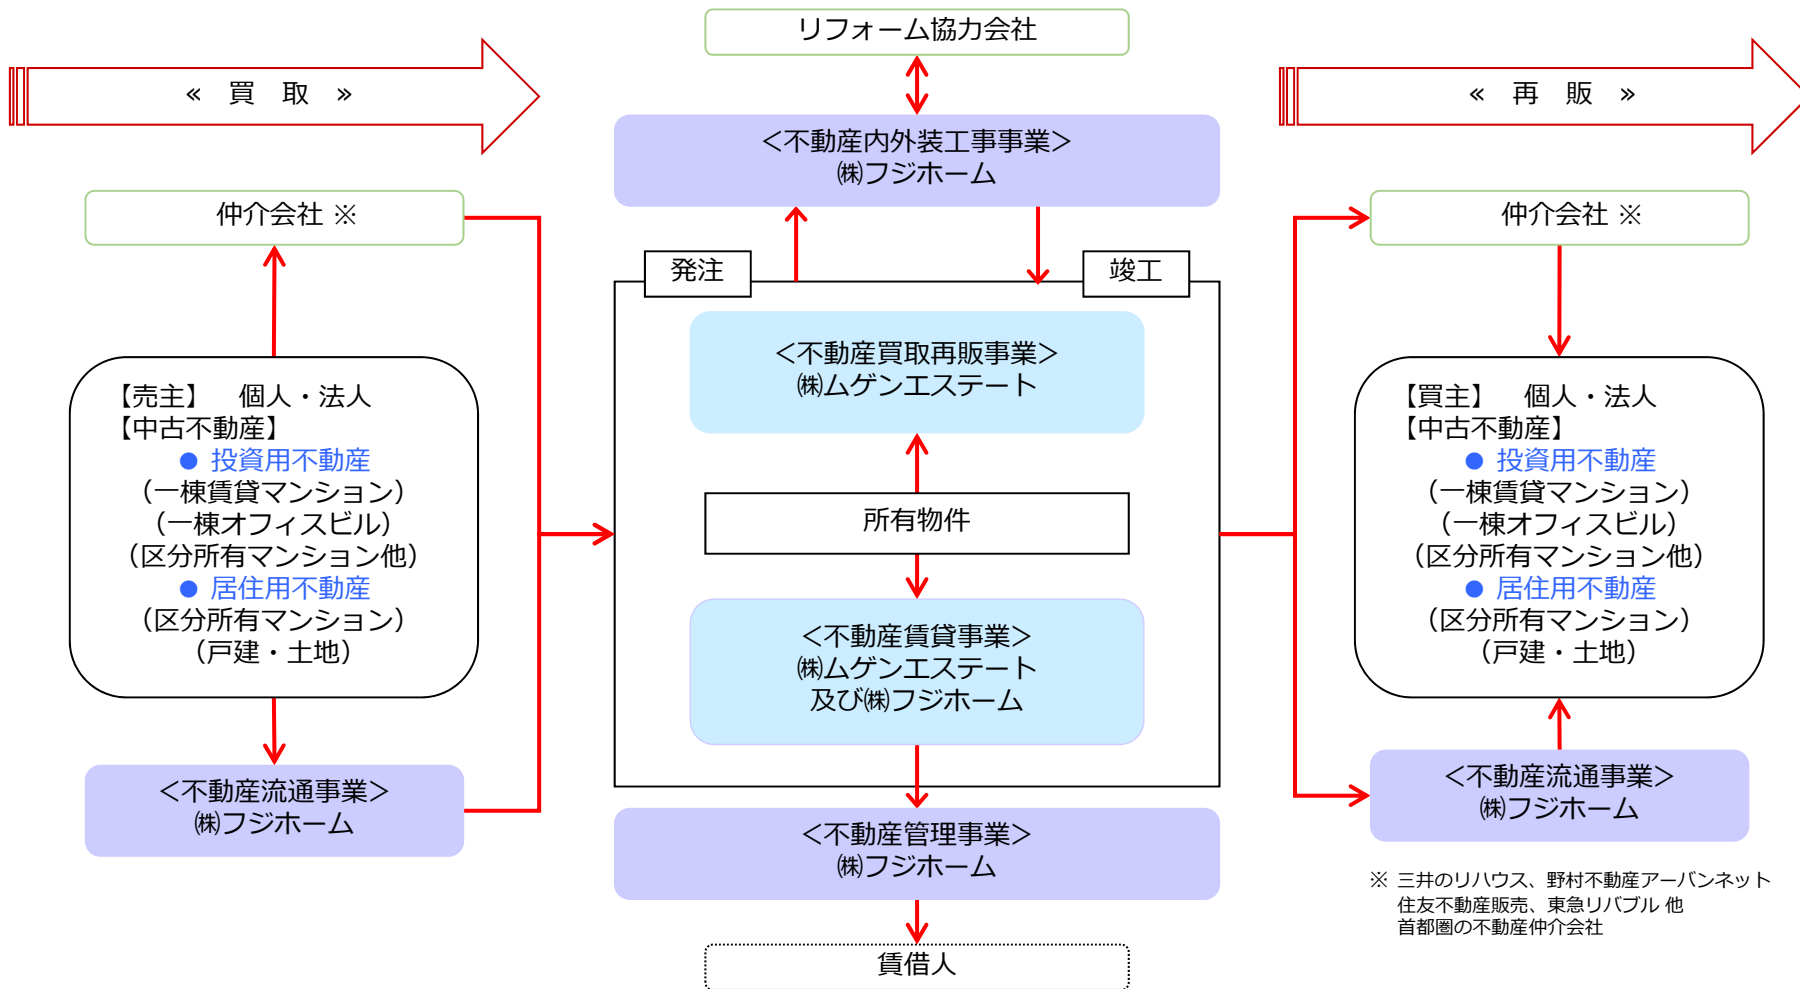 « 買 取 »
仲介会社 ※
【売主】 個人・法人
【中古不動産】
● 投資用不動産
（一棟賃貸マンション）
（一棟オフィスビル）
（区分所有マンション他）
● 居住用不動産
（区分所有マンション）
（戸建・土地）
＜不動産流通事業＞
㈱フジホーム
リフォーム協力会社
＜不動産内外装工事事業＞
㈱フジホーム
発注
竣工
＜不動産買取再販事業＞
㈱ムゲンエステート
所有物件
＜不動産賃貸事業＞
㈱ムゲンエステート
及び㈱フジホーム
＜不動産管理事業＞
㈱フジホーム
賃借人
« 再 販 »
仲介会社 ※
【買主】 個人・法人
【中古不動産】
● 投資用不動産
（一棟賃貸マンション）
（一棟オフィスビル）
（区分所有マンション他）
● 居住用不動産
（区分所有マンション）
（戸建・土地）
＜不動産流通事業＞
㈱フジホーム
※ 三井のリハウス、野村不動産アーバンネット
住友不動産販売、東急リバブル 他
首都圏の不動産仲介会社